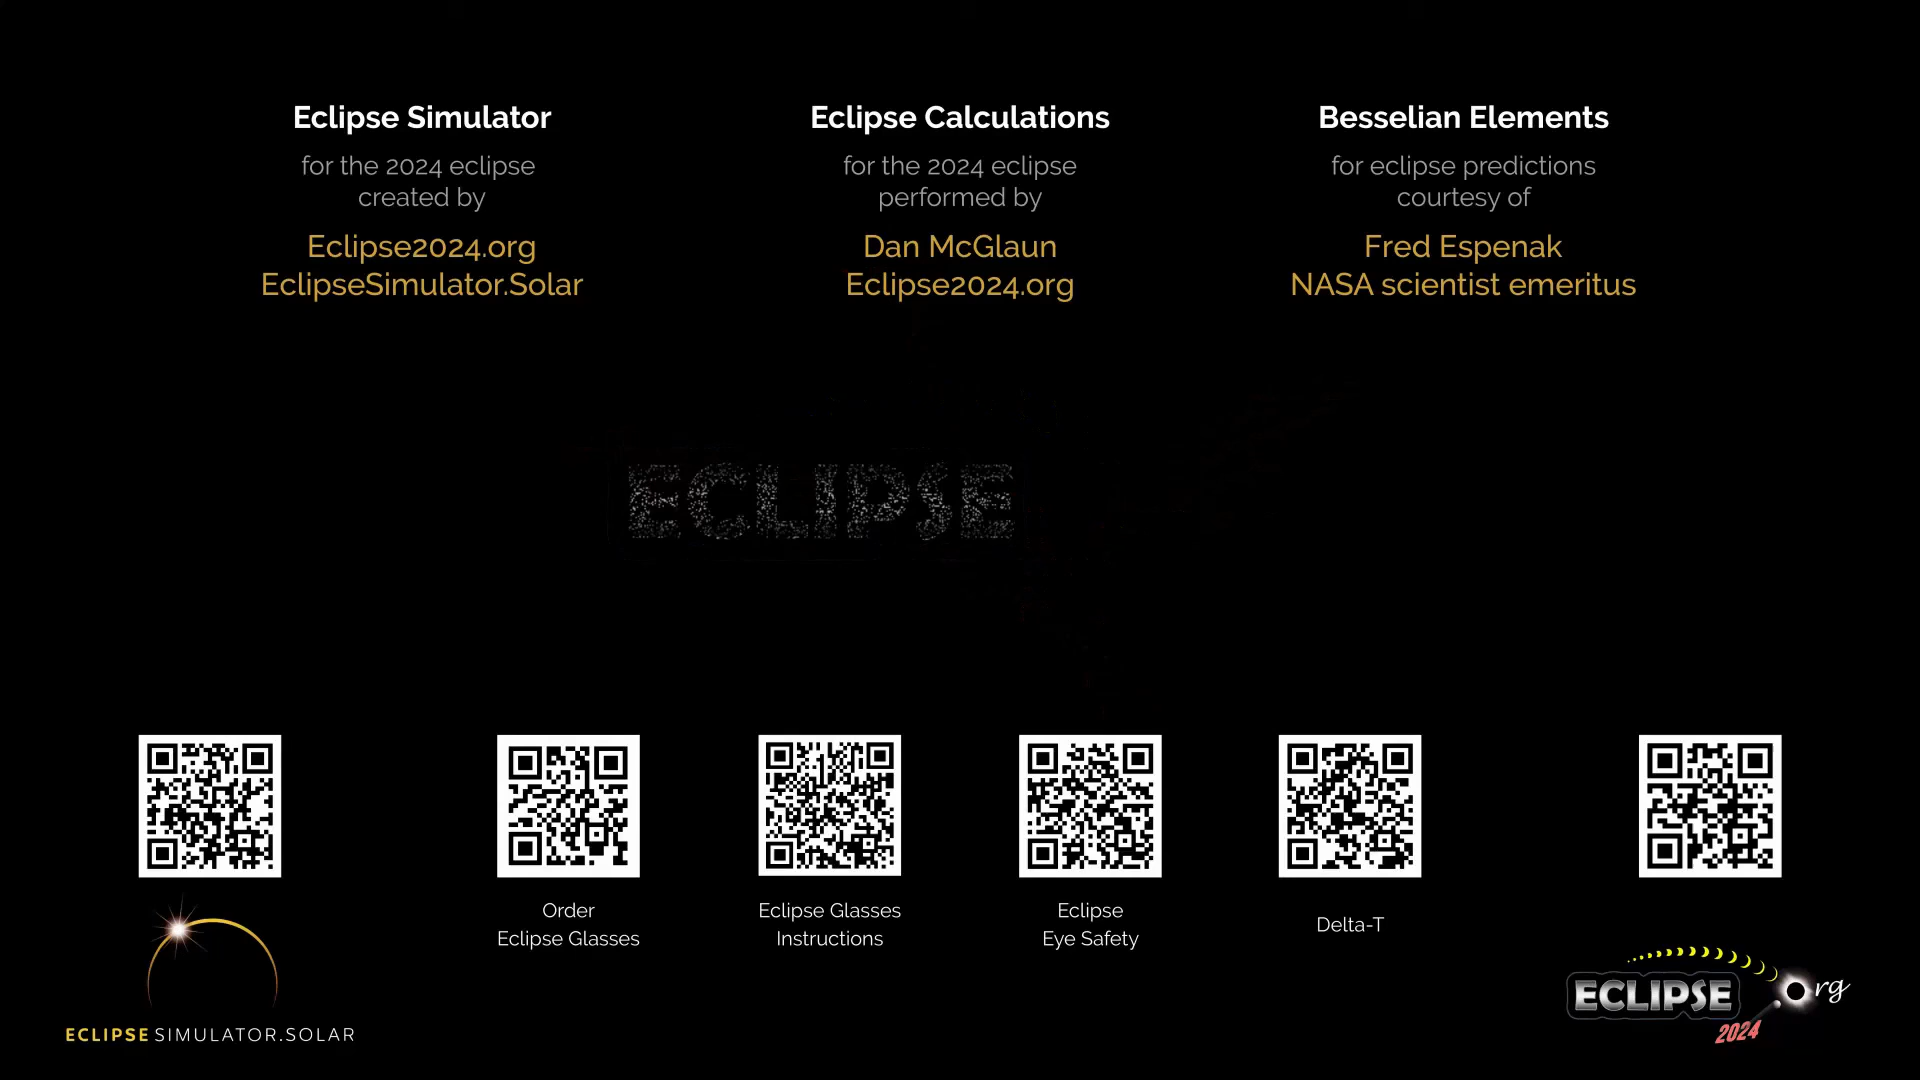 Eclipse Simulator
for the 2024 eclipse
created by
Eclipse2024.org
EclipseSimulator.Solar
Eclipse Calculations
for the 2024 eclipse
performed by
Dan McGlaun
Eclipse2024.org
Besselian Elements
for eclipse predictions
courtesy of
Fred Espenak
NASA scientist emeritus
ECLIPSE
Order
Eclipse Glasses
Eclipse Glasses
Instructions
Eclipse
Eye Safety
Delta-T
ECLIPSESIMULATOR.SOLAR
ECLIPSE
.org
2024